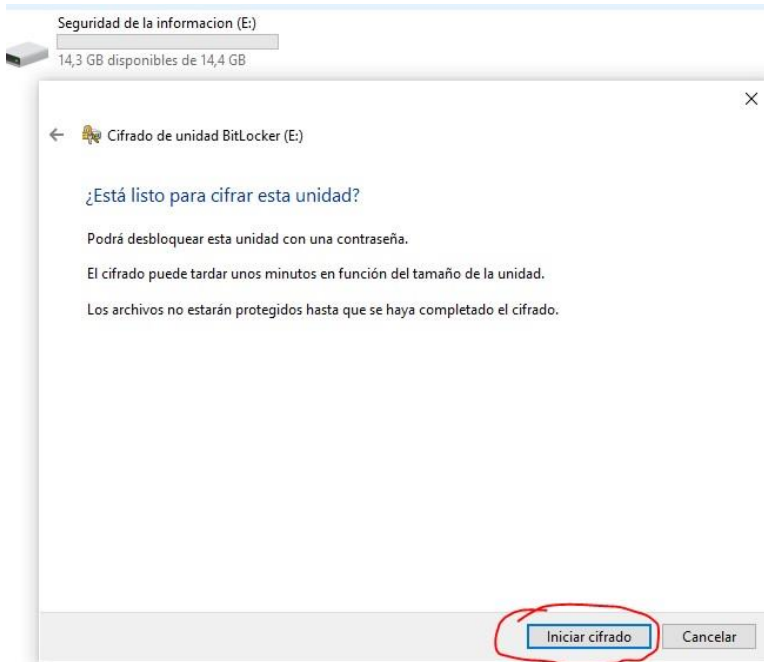 Seguridad de la informacion (E:)
14,3 GB disponibles de 14,4 GB
Cifrado de unidad BitLocker (E:)
¿Está listo para cifrar esta unidad?
Podrá desbloquear esta unidad con una contraseña.
El cifrado puede tardar unos minutos en función del tamaño de la unidad.
Los archivos no estarán protegidos hasta que se haya completado el cifrado.
Iniciar cifrado
Cancelar